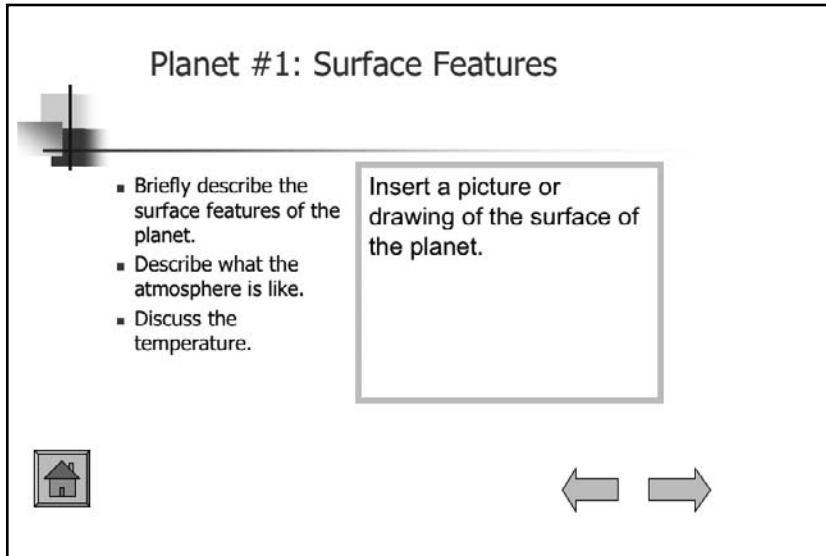 Planet #1: Surface Features
▪ Briefly describe the
surface features of the
planet.
▪ Describe what the
atmosphere is like.
▪ Discuss the
temperature.
Insert a picture or
drawing of the surface of
the planet.